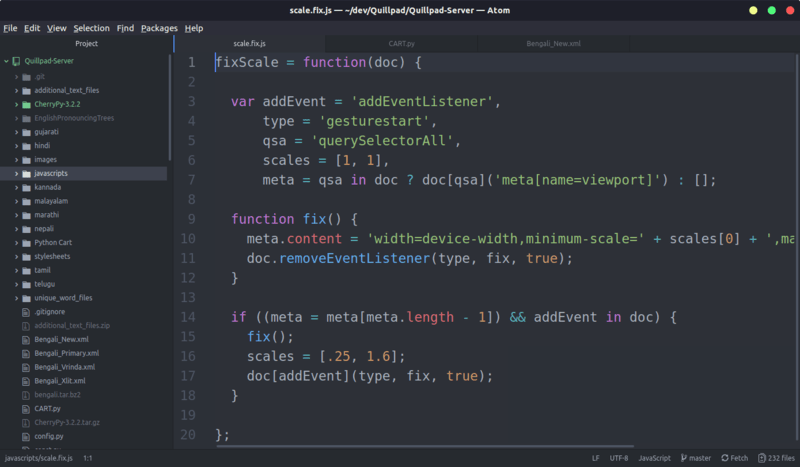 scale.fix.js — ~/dev/Quillpad/Quillpad-Server — Atom
File Edit View Selection Find Packages Help
Project
scale.fix.js CART.py Bengali_New.xml
Quillpad-Server
.git
additional_text_files
CherryPy-3.2.2
EnglishPronouncingTrees
gujarati
hindi
images
javascripts
kannada
malayalam
marathi
nepali
Python Cart
stylesheets
tamil
telugu
unique_word_files
.gitignore
additional_text_files.zip
Bengali_New.xml
Bengali_Primary.xml
Bengali_Vrinda.xml
Bengali_Xlit.xml
bengali.tar.bz2
CART.py
CherryPy-3.2.2.tar.gz
config.py
1 fixScale = function(doc) {
2
3 var addEvent = 'addEventListener',
4 type = 'gesturestart',
5 qsa = 'querySelectorAll',
6 scales = [1, 1],
7 meta = qsa in doc ? doc[qsa]('meta[name=viewport]') : [];
8
9 function fix() {
10 meta.content = 'width=device-width,minimum-scale=' + scales[0] + ',ma
11 doc.removeEventListener(type, fix, true);
12 }
13
14 if ((meta = meta[meta.length - 1]) && addEvent in doc) {
15 fix();
16 scales = [.25, 1.6];
17 doc[addEvent](type, fix, true);
18 }
19
20 };
javascripts/scale.fix.js 1:1 LF UTF-8 JavaScript master Fetch 232 files